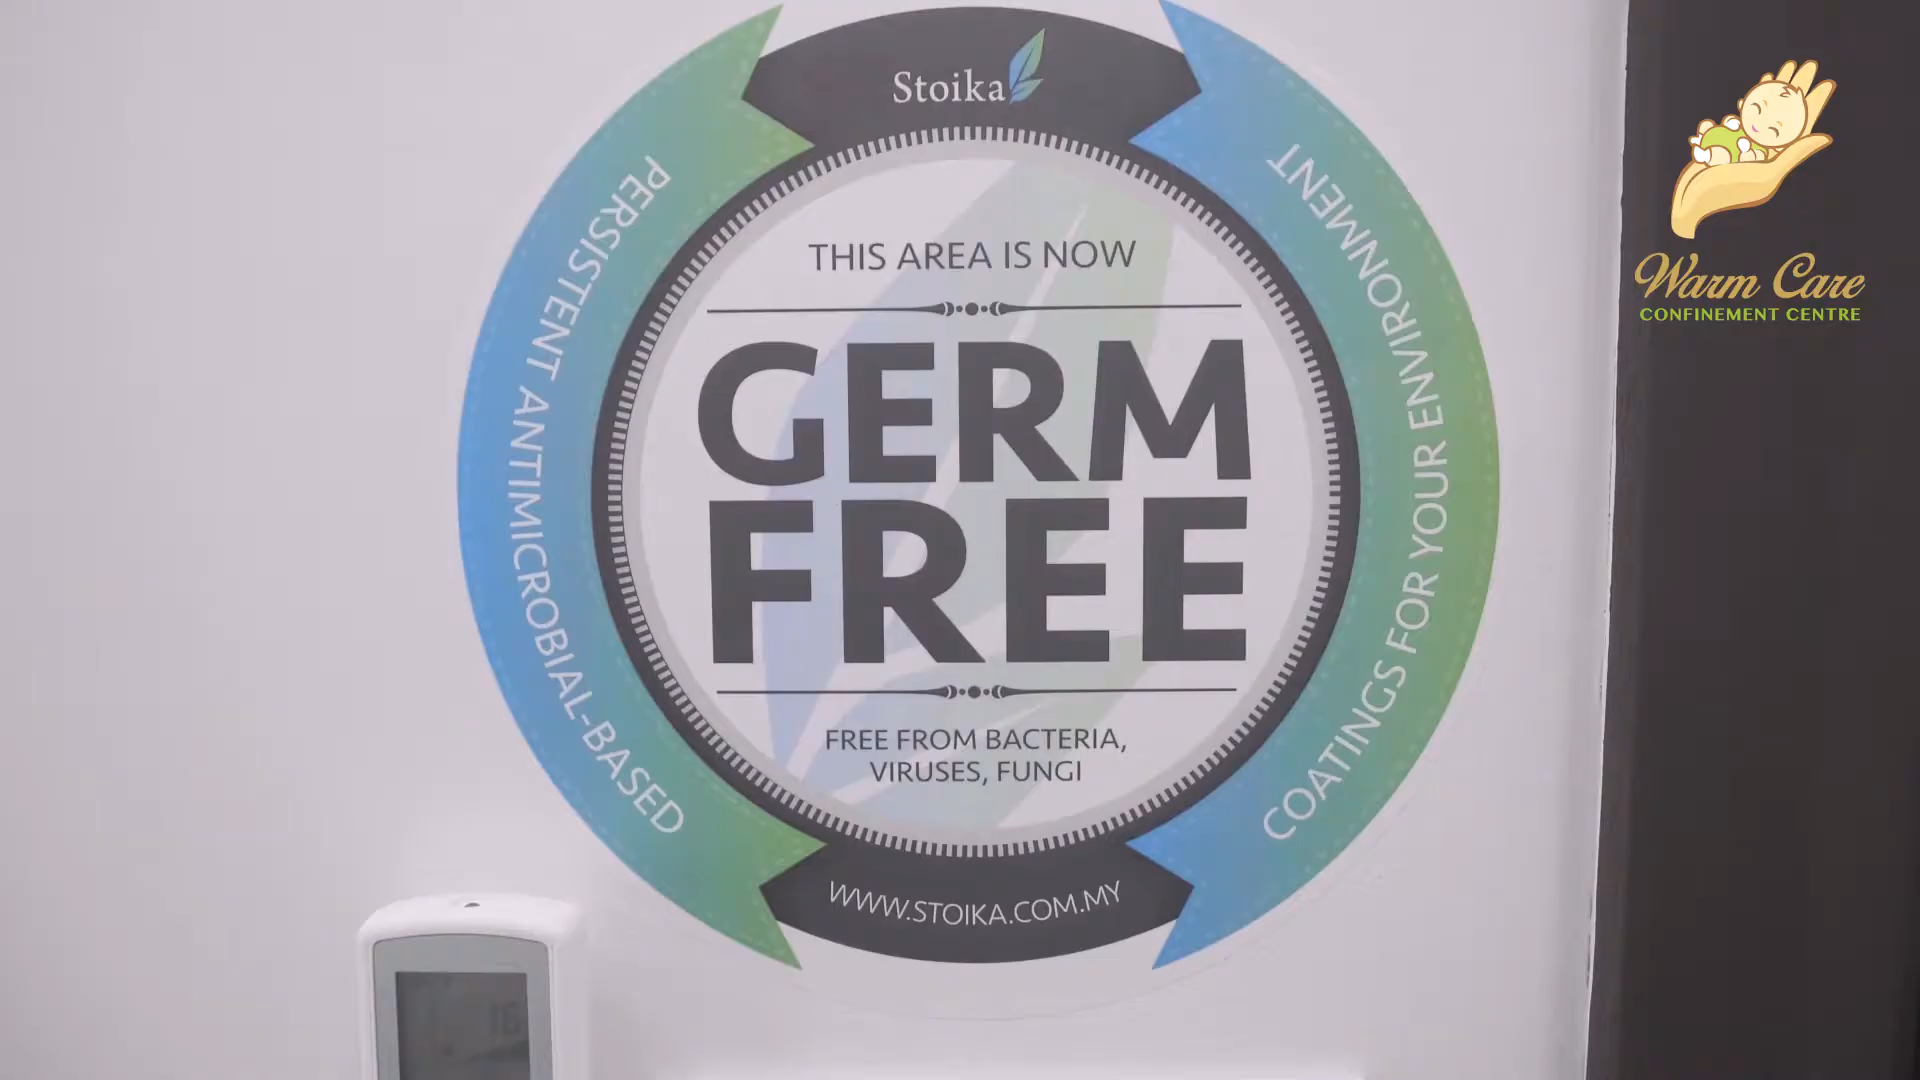 Stoika
PERSISTENT ANTIMICROBIAL-BASED
COATINGS FOR YOUR ENVIRONMENT
THIS AREA IS NOW
GERM
FREE
FREE FROM BACTERIA,
VIRUSES, FUNGI
WWW.STOIKA.COM.MY
Warm Care
CONFINEMENT CENTRE
16